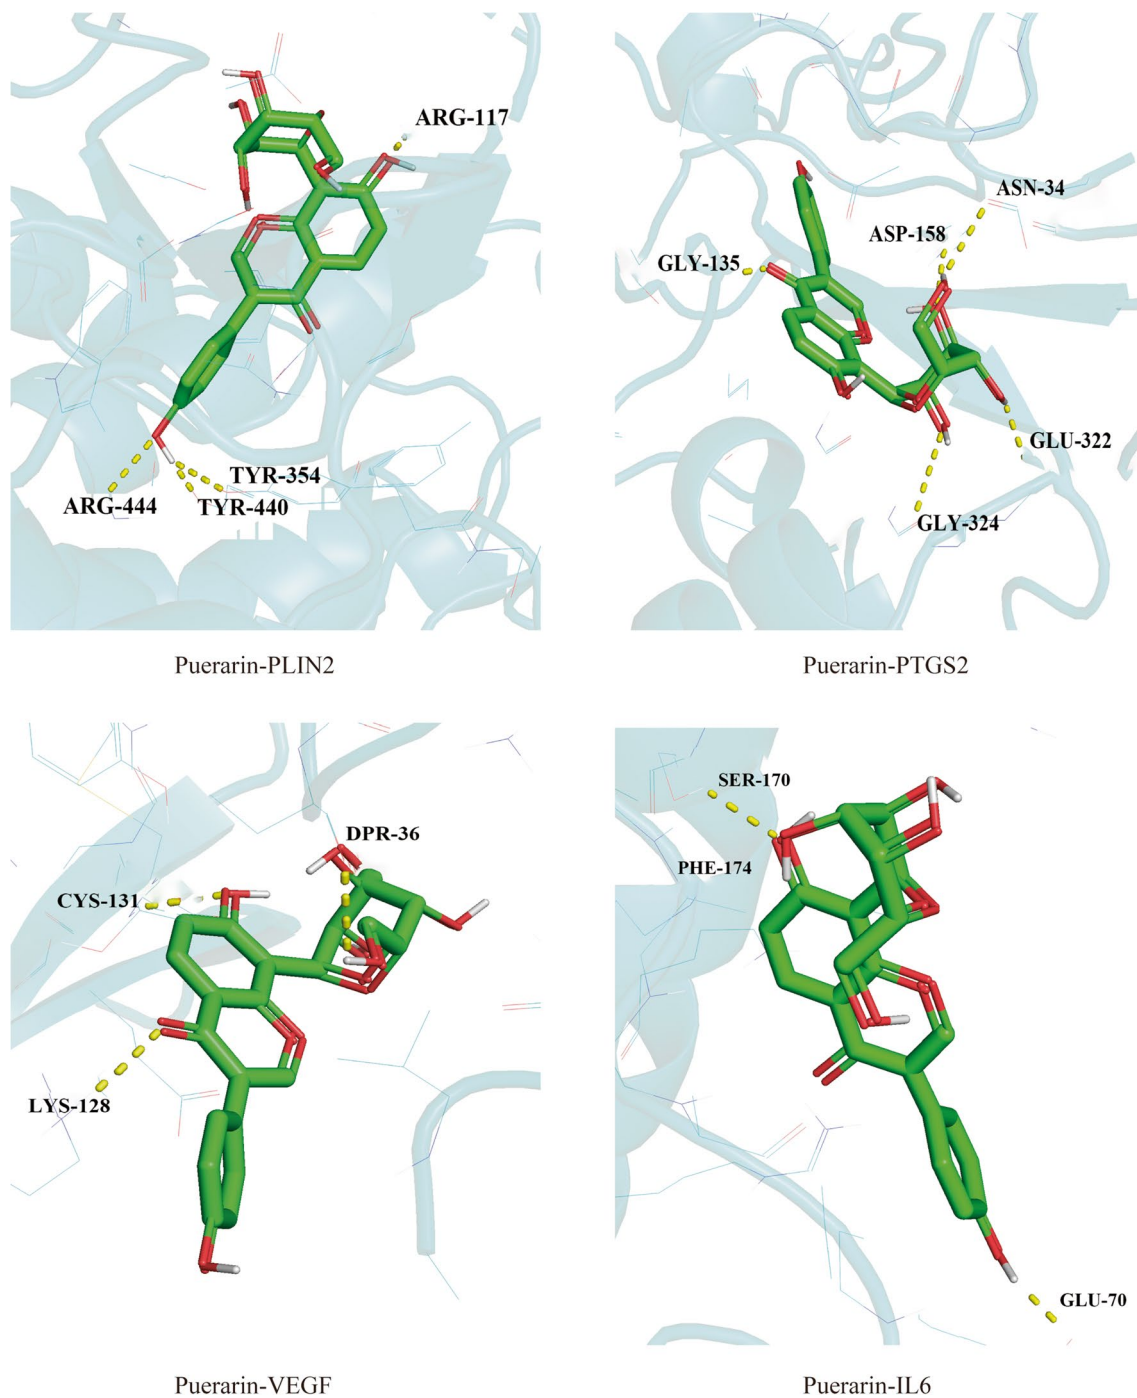 ARG-117
TYR-354
ARG-444
TYR-440
Puerarin-PLIN2
ASN-34
ASP-158
GLY-135
GLU-322
GLY-324
Puerarin-PTGS2
DPR-36
CYS-131
LYS-128
Puerarin-VEGF
SER-170
PHE-174
GLU-70
Puerarin-IL6